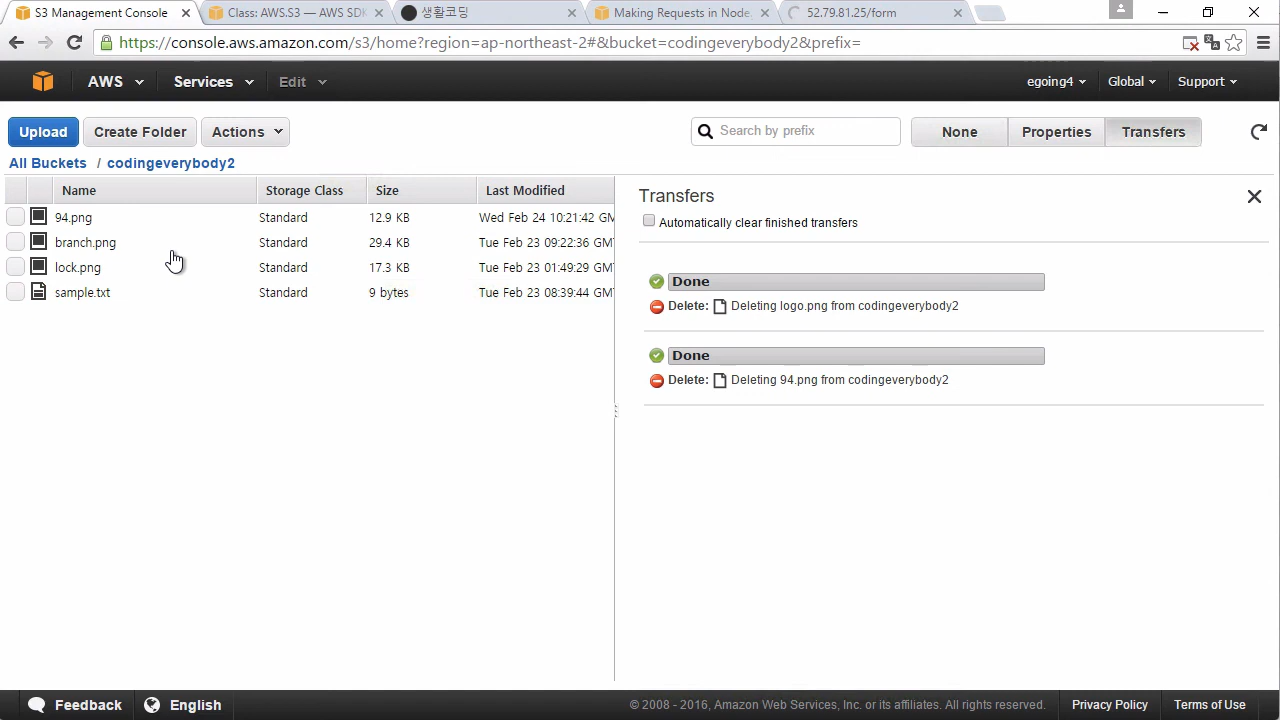 S3 Management Console
Class: AWS.S3 — AWS SDK
생활코딩
Making Requests in Node.
52.79.81.25/form
https://console.aws.amazon.com/s3/home?region=ap-northeast-2#&bucket=codingeverybody2&prefix=
AWS Services Edit egoing4 Global Support
Upload Create Folder Actions Search by prefix None Properties Transfers
All Buckets / codingeverybody2
Name Storage Class Size Last Modified
94.png Standard 12.9 KB Wed Feb 24 10:21:42 GM
branch.png Standard 29.4 KB Tue Feb 23 09:22:36 GM
lock.png Standard 17.3 KB Tue Feb 23 01:49:29 GM
sample.txt Standard 9 bytes Tue Feb 23 08:39:44 GM
Transfers
Automatically clear finished transfers
Done
Delete: Deleting logo.png from codingeverybody2
Done
Delete: Deleting 94.png from codingeverybody2
Feedback English © 2008 - 2016, Amazon Web Services, Inc. or its affiliates. All rights reserved. Privacy Policy Terms of Use